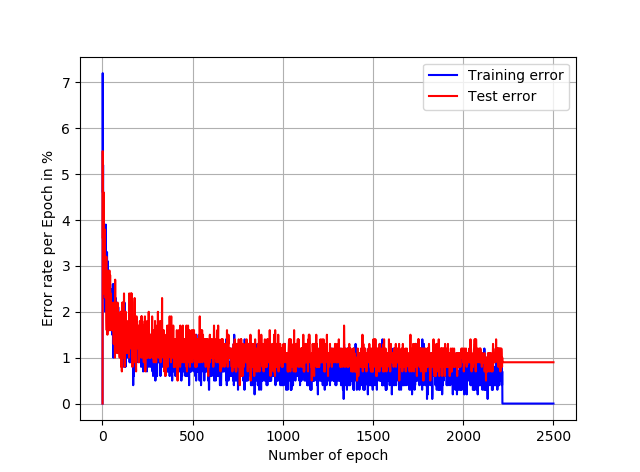 Training error
Test error
Error rate per Epoch in %
7
6
5
4
3
2
1
0
0 500 1000 1500 2000 2500
Number of epoch